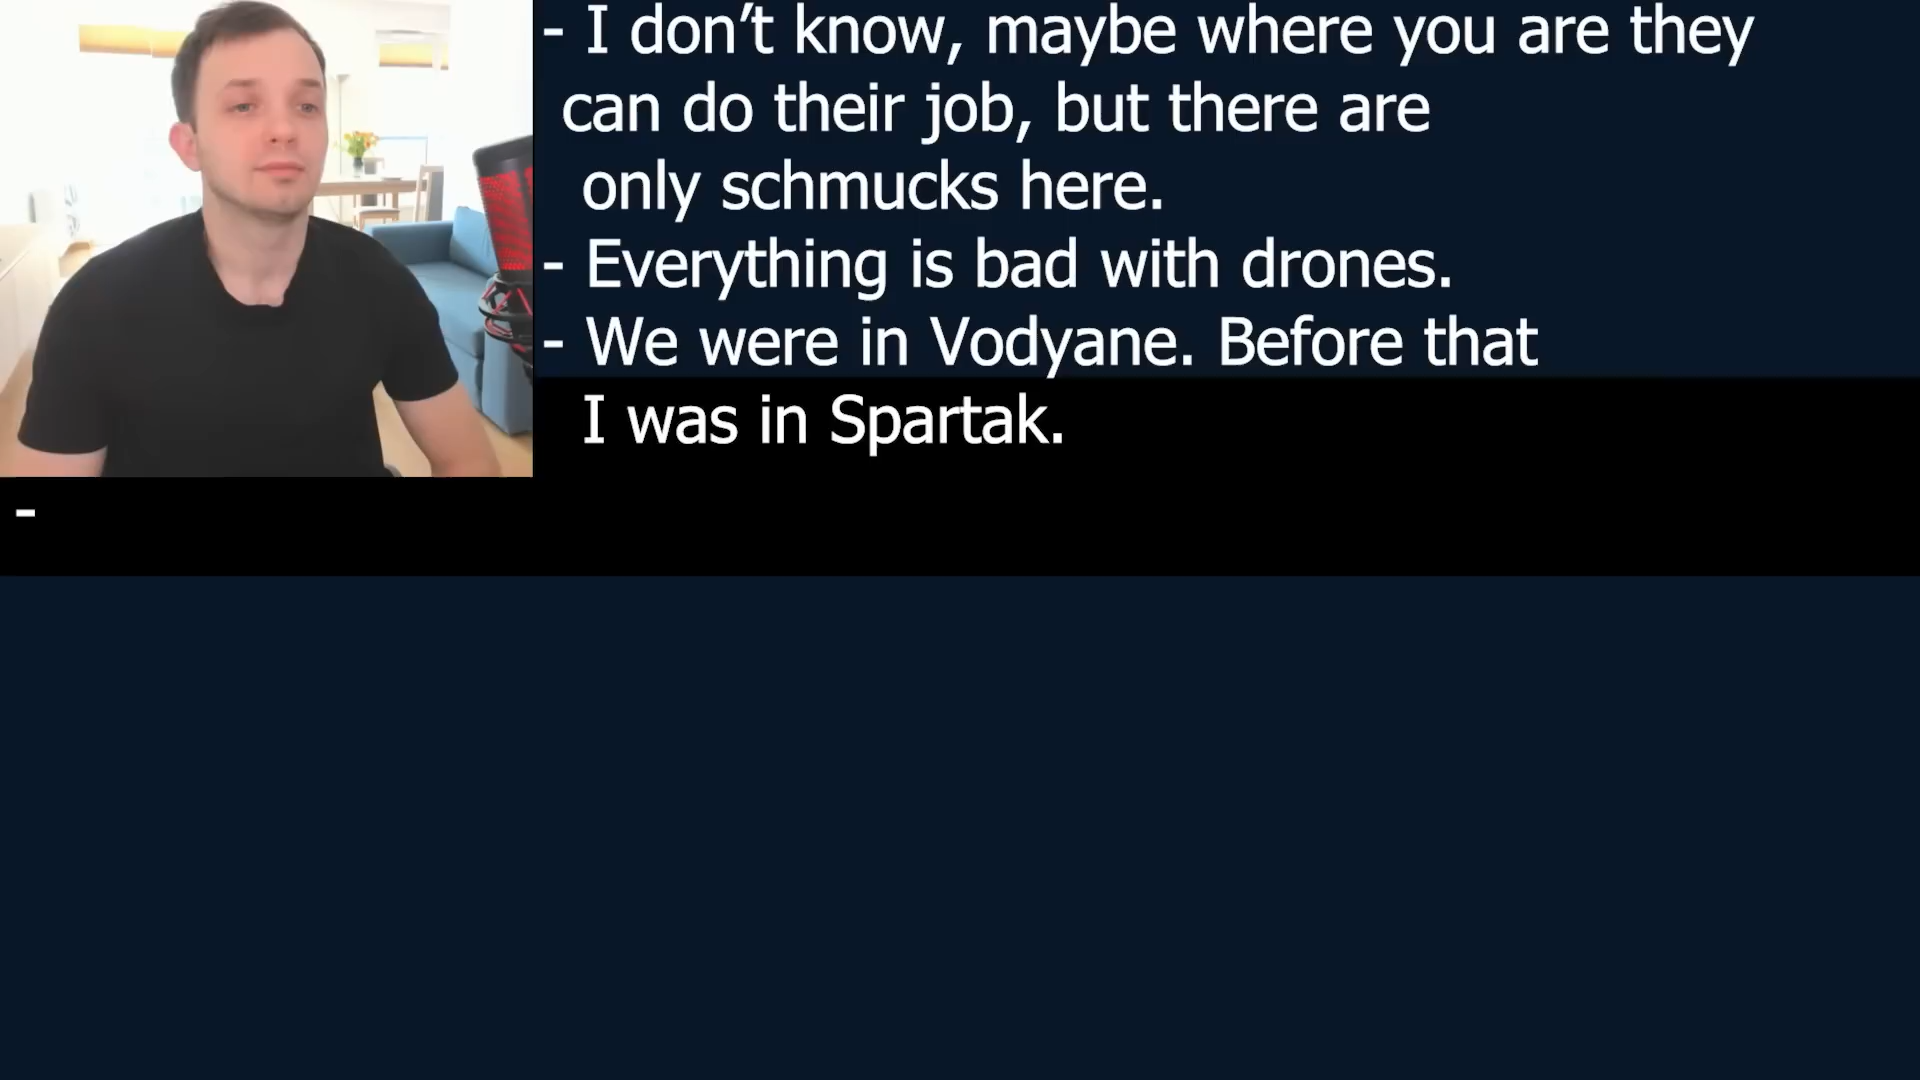 - I don’t know, maybe where you are they
can do their job, but there are
only schmucks here.
- Everything is bad with drones.
- We were in Vodyane. Before that
I was in Spartak.
-